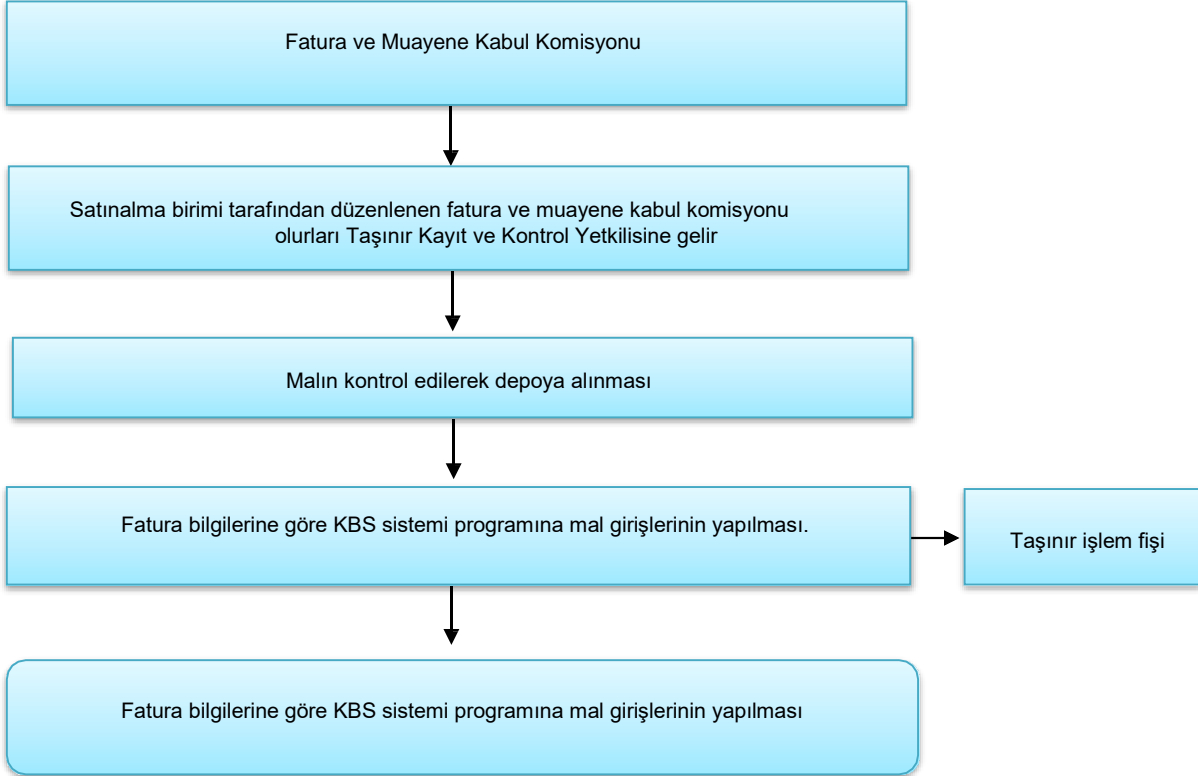 Fatura ve Muayene Kabul Komisyonu
Satınalma birimi tarafından düzenlenen fatura ve muayene kabul komisyonu
olurları Taşınır Kayıt ve Kontrol Yetkilisine gelir
Malın kontrol edilerek depoya alınması
Fatura bilgilerine göre KBS sistemi programına mal girişlerinin yapılması.
Taşınır işlem fişi
Fatura bilgilerine göre KBS sistemi programına mal girişlerinin yapılması